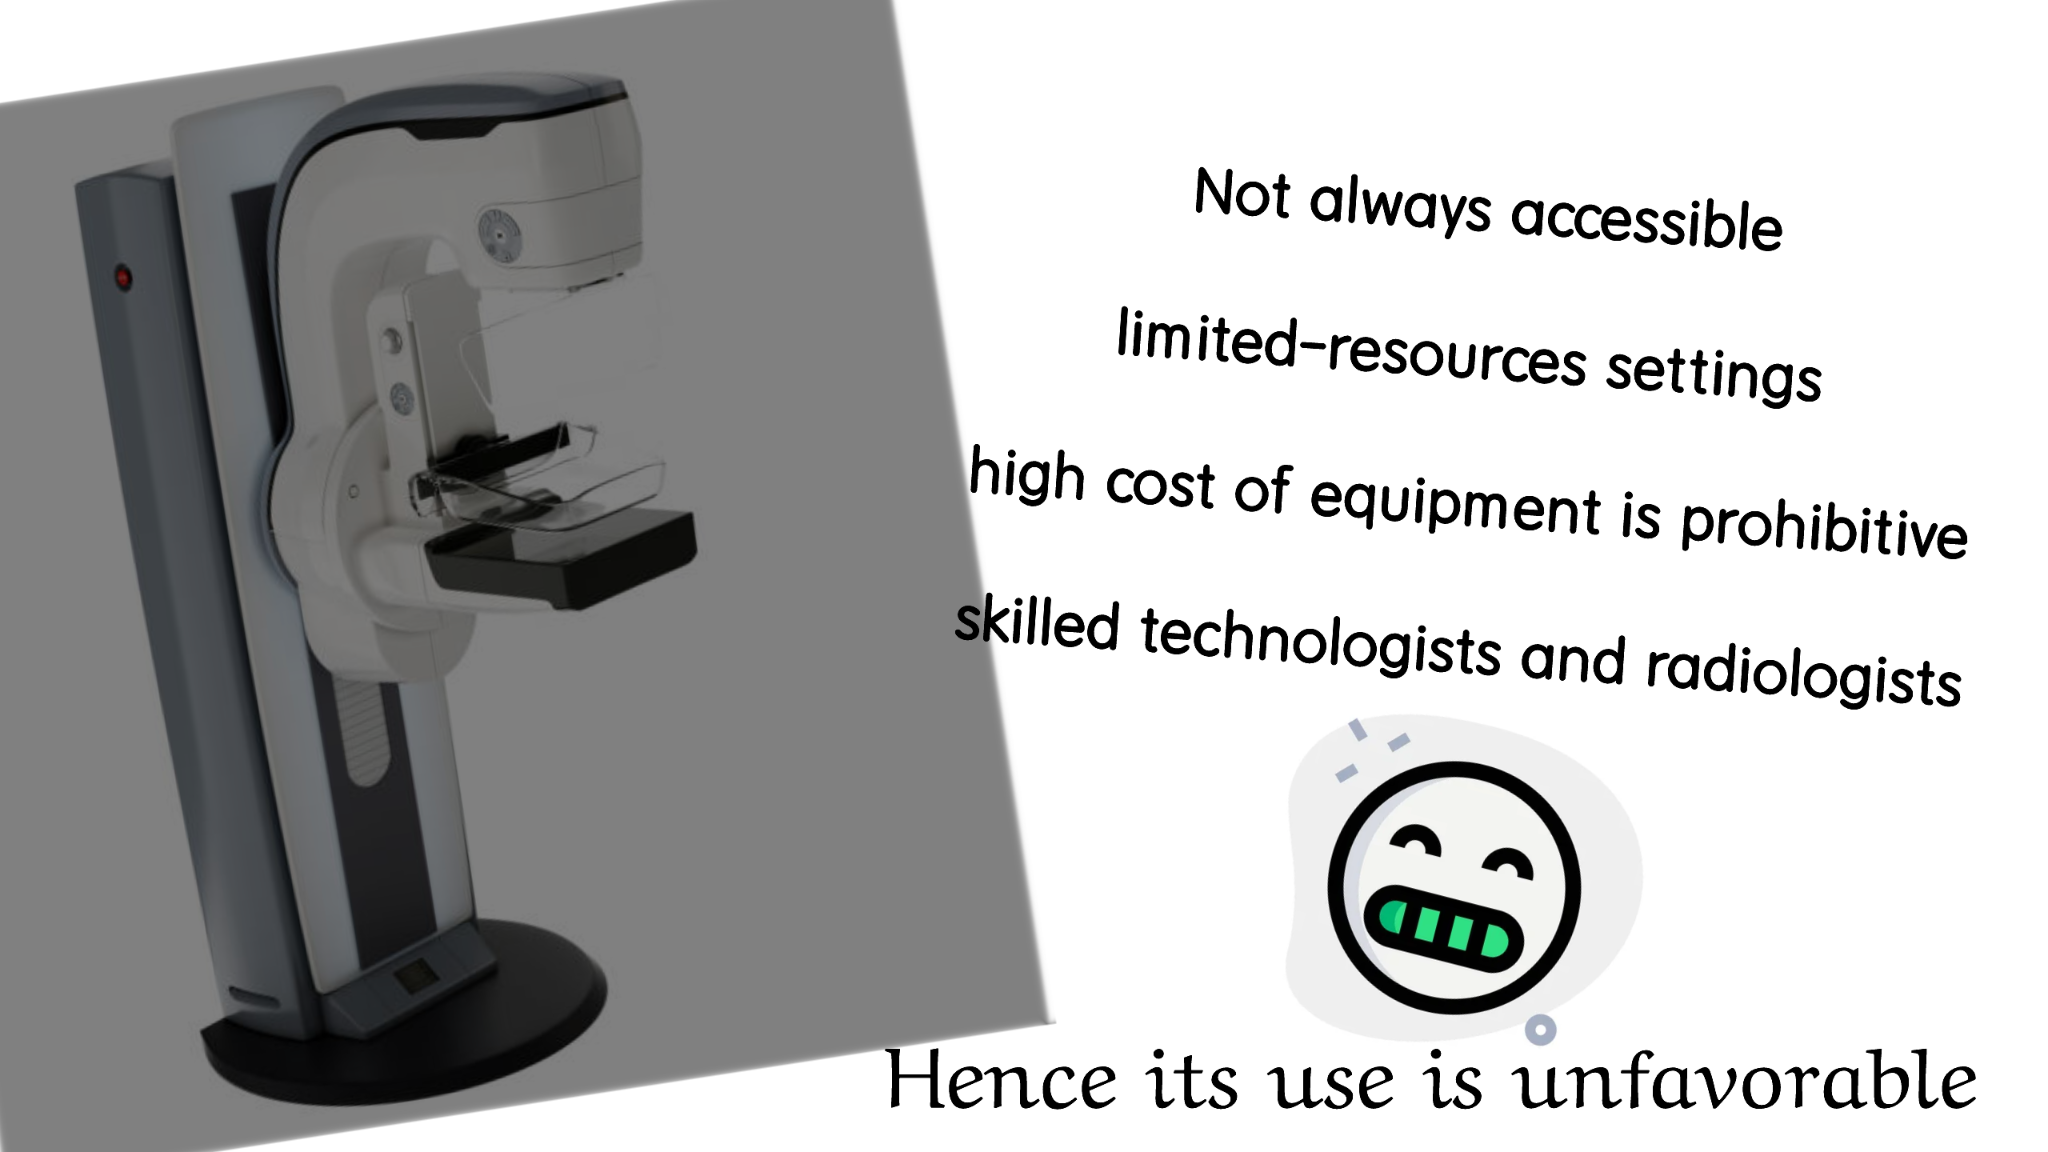 Not always accessible
limited-resources settings
high cost of equipment is prohibitive
skilled technologists and radiologists
Hence its use is unfavorable